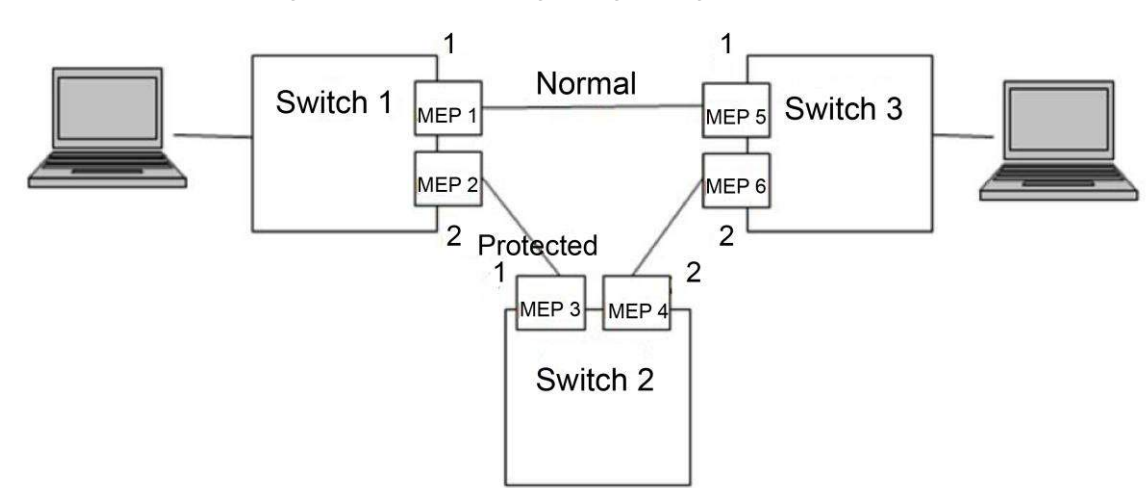 1
1
Switch 1
MEP 1
Normal
MEP 5
Switch 3
MEP 2
MEP 6
2
Protected
2
1
2
MEP 3
MEP 4
Switch 2